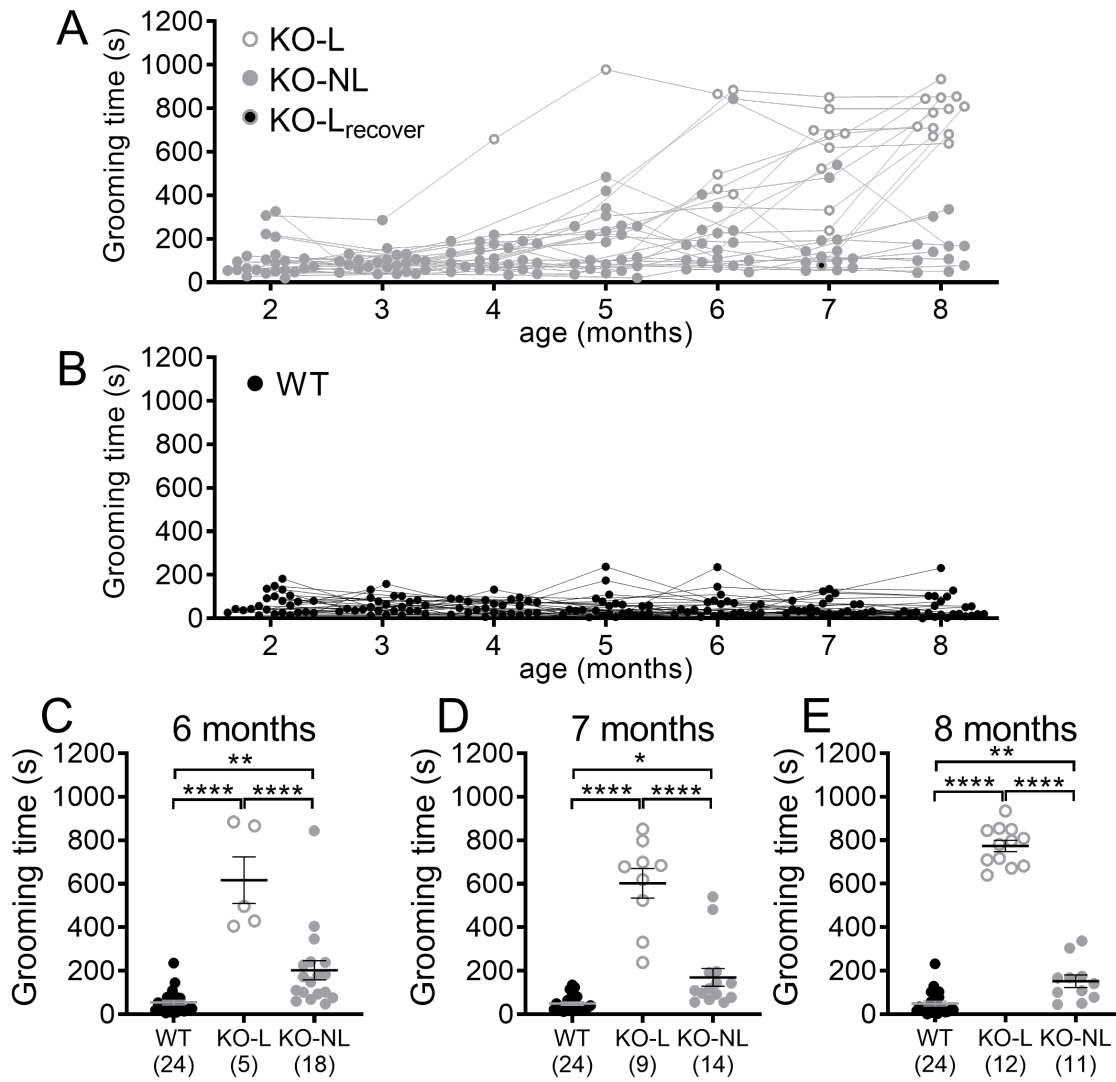 A
Grooming time (s)
1200
1000
800
600
400
200
0
KO-L
KO-NL
KO-Lrecover
2 3 4 5 6 7 8
age (months)
B
Grooming time (s)
1200
1000
800
600
400
200
0
WT
2 3 4 5 6 7 8
age (months)
C
6 months
Grooming time (s)
1200
1000
800
600
400
200
0
**
**** ****
WT KO-L KO-NL
(24) (5) (18)
D
7 months
Grooming time (s)
1200
1000
800
600
400
200
0
*
**** ****
WT KO-L KO-NL
(24) (9) (14)
E
8 months
Grooming time (s)
1200
1000
800
600
400
200
0
**
**** ****
WT KO-L KO-NL
(24) (12) (11)